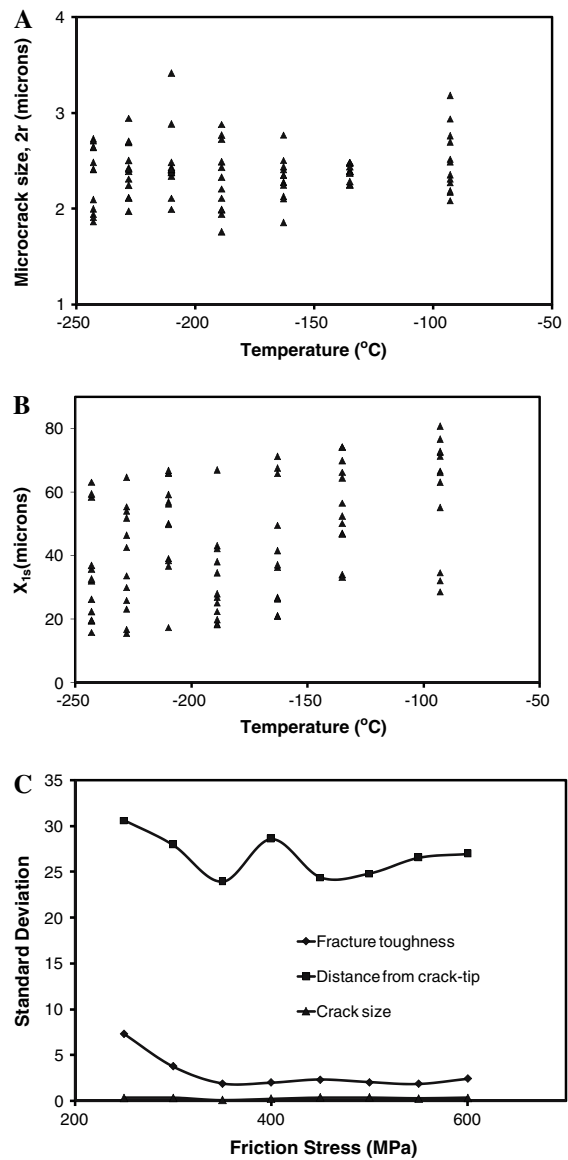 A
4
3
2
1
-250
-200
-150
-100
-50
Microcrack size, 2r (microns)
Temperature (°C)
B
80
60
40
20
0
-250
-200
-150
-100
-50
X1s(microns)
Temperature (°C)
C
35
30
25
20
15
10
5
0
200
400
600
Standard Deviation
Fracture toughness
Distance from crack-tip
Crack size
Friction Stress (MPa)